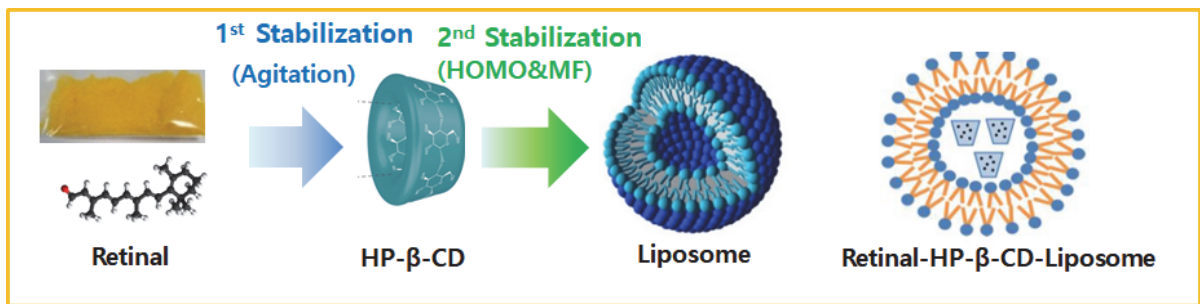 1st Stabilization
(Agitation)
2nd Stabilization
(HOMO&MF)
Retinal
HP-β-CD
Liposome
Retinal-HP-β-CD-Liposome